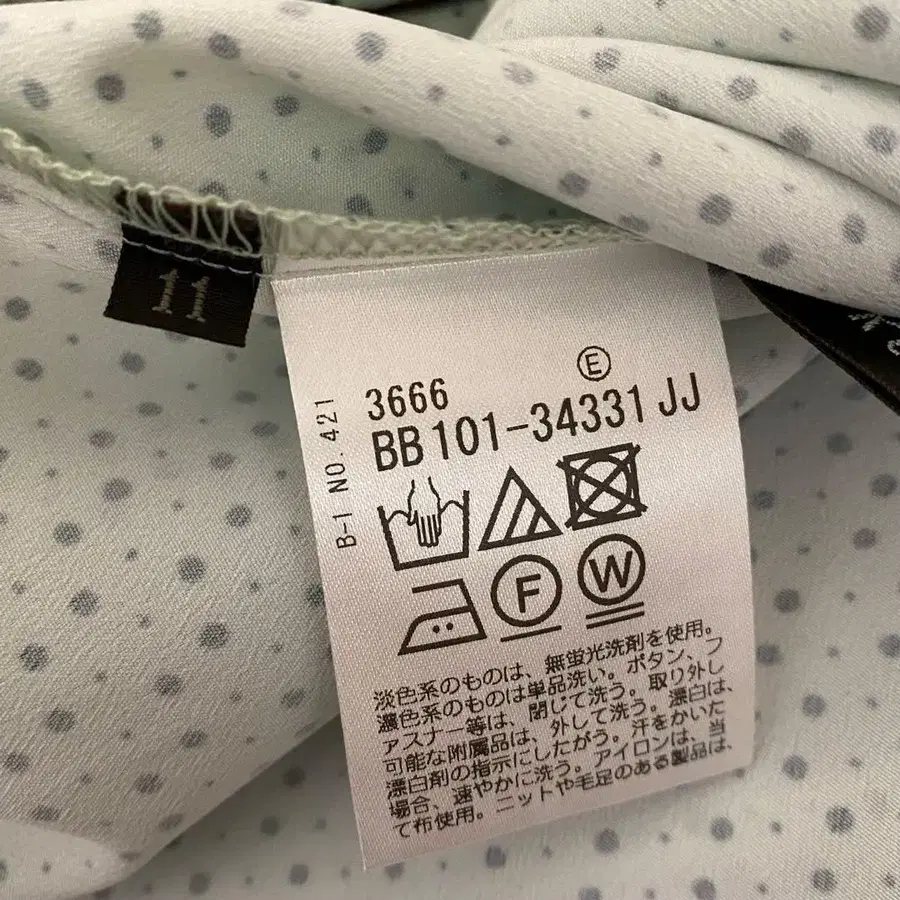 11
B-1 NO. 421
E
3666
BB101-34331 JJ
F
W
淡色系のものは、無蛍光洗剤を使用。
濃色系のものは単品洗い。ボタン、フ
ァスナー等は、閉じて洗う。取り外し
可能な附属品は、外して洗う。漂白は、
漂白剤の指示にしたがう。汗をかいた
場合、速やかに洗う。アイロンは、当
て布使用。ニットや毛足のある製品は、